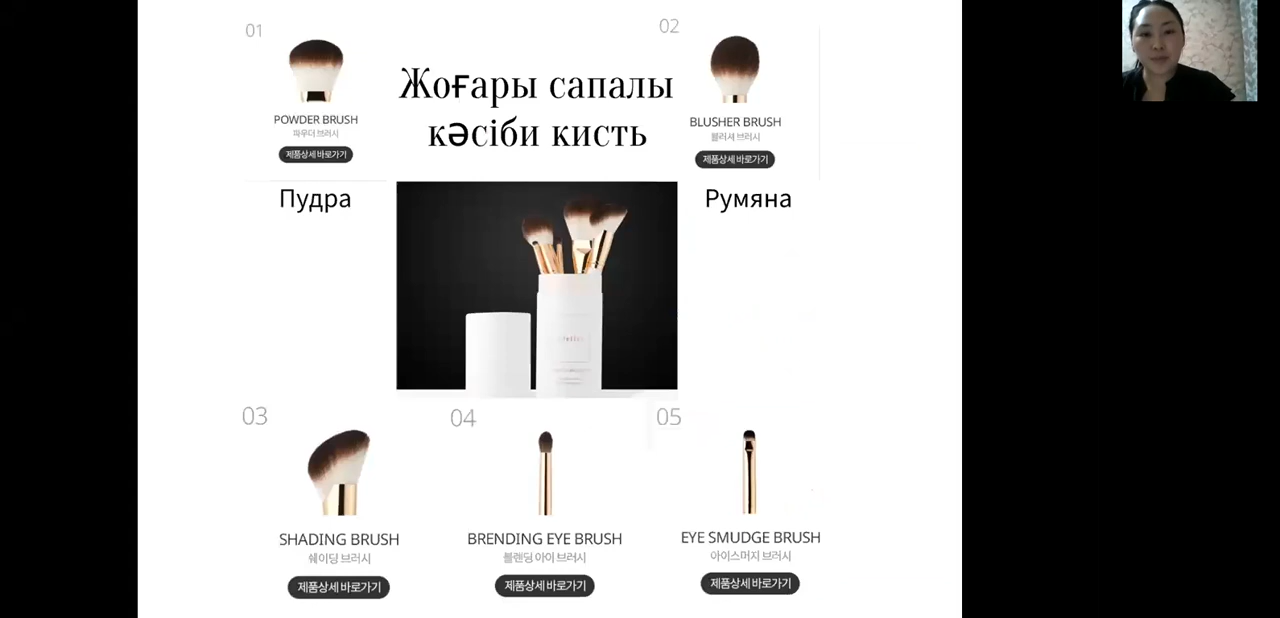 01
POWDER BRUSH
파우더 브러시
제품상세 바로가기
Пудра
Жоғары сапалы
кәсіби кисть
02
BLUSHER BRUSH
블러셔 브러시
제품상세 바로가기
Румяна
03
SHADING BRUSH
쉐이딩 브러시
제품상세 바로가기
04
BRENDING EYE BRUSH
블랜딩 아이 브러시
제품상세 바로가기
05
EYE SMUDGE BRUSH
아이스머지 브러시
제품상세 바로가기